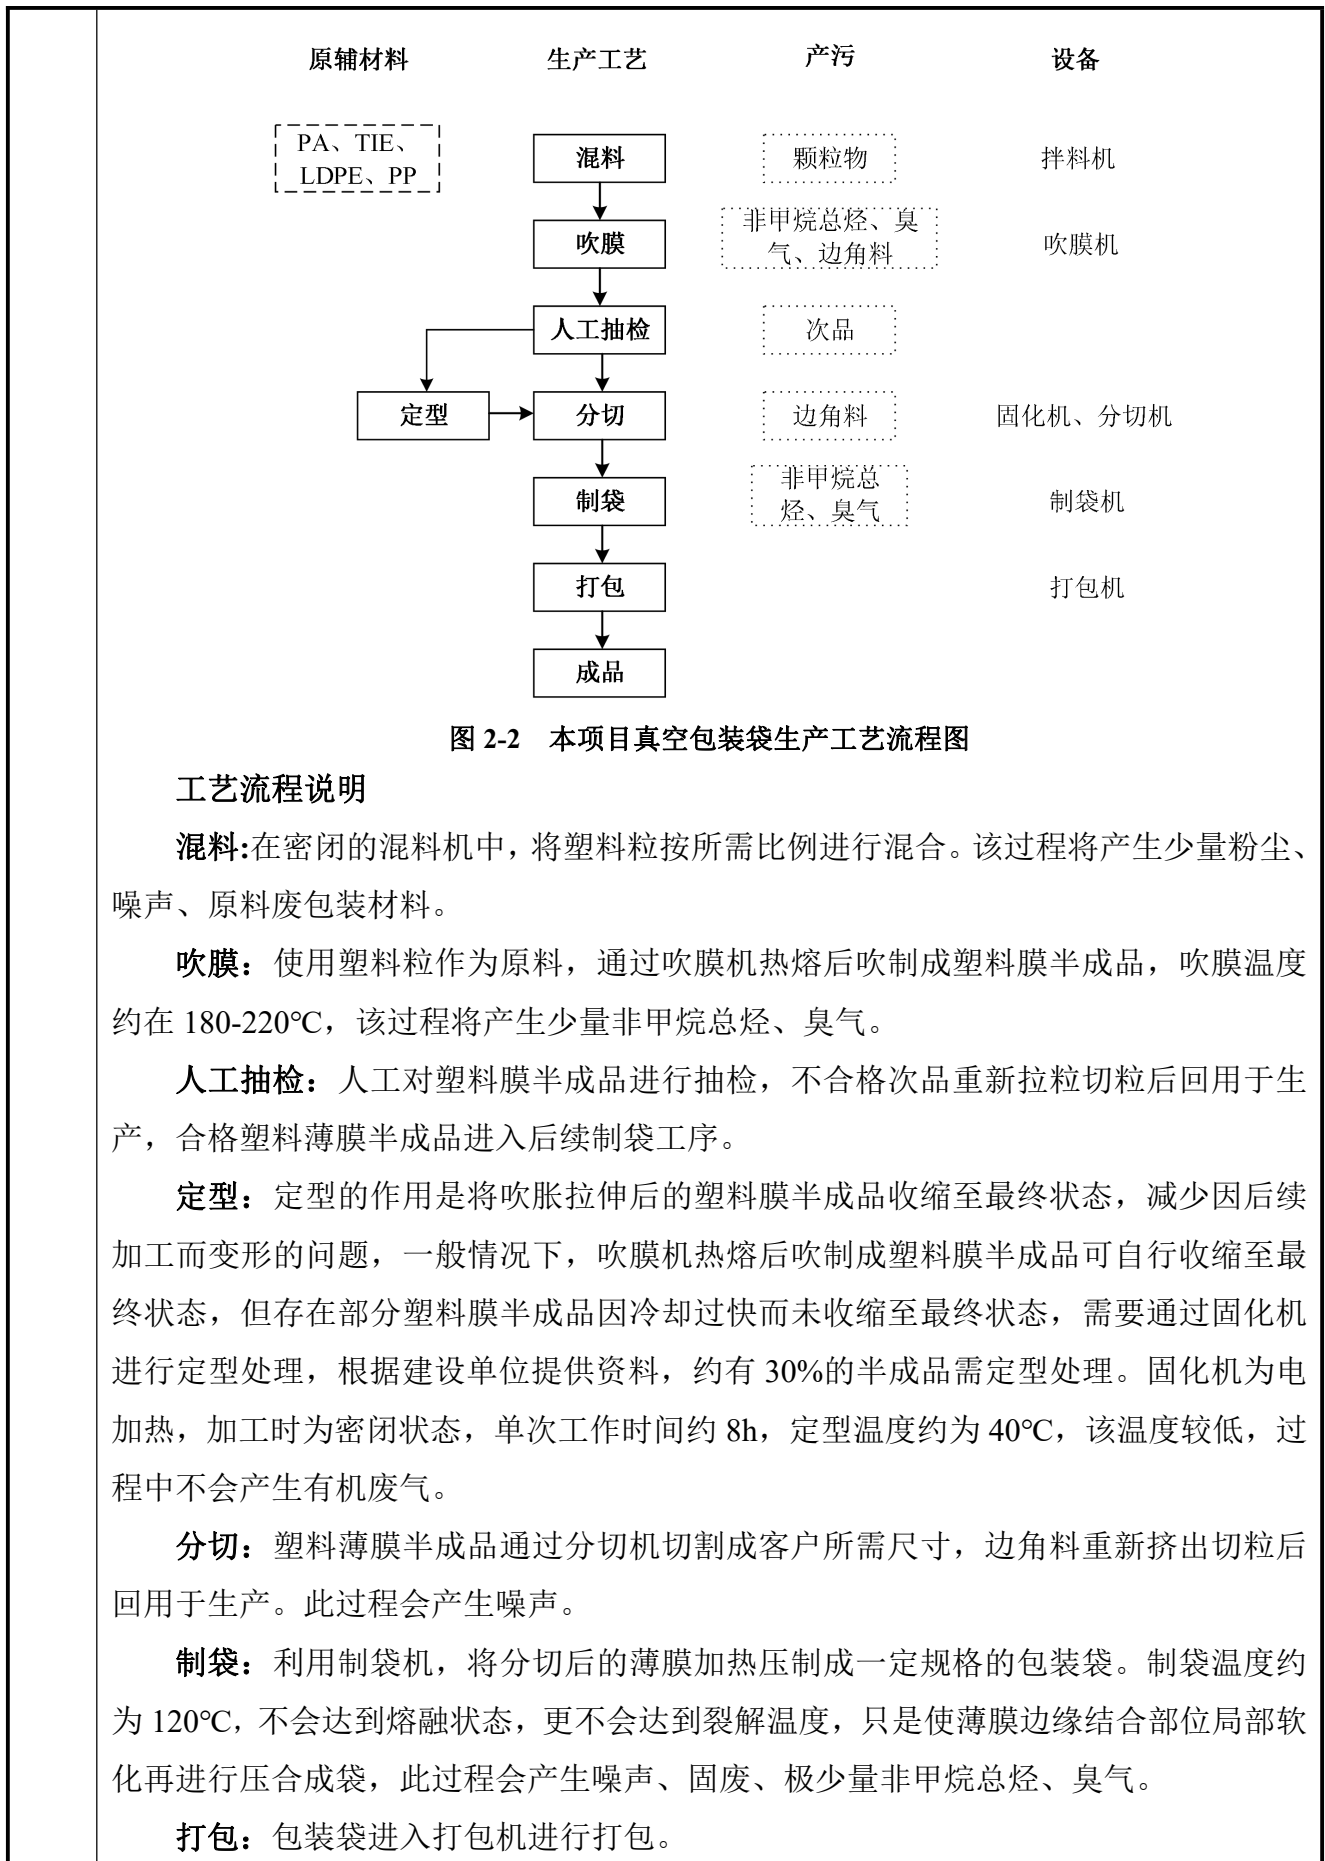 原辅材料 生产工艺 产污 设备
PA、TIE、
LDPE、PP
混料
颗粒物
拌料机
吹膜
非甲烷总烃、臭
气、边角料
吹膜机
人工抽检
次品
定型
分切
边角料
固化机、分切机
制袋
非甲烷总
烃、臭气
制袋机
打包
打包机
成品
图 2-2 本项目真空包装袋生产工艺流程图
工艺流程说明
混料:在密闭的混料机中，将塑料粒按所需比例进行混合。该过程将产生少量粉尘、
噪声、原料废包装材料。
吹膜：使用塑料粒作为原料，通过吹膜机热熔后吹制成塑料膜半成品，吹膜温度
约在 180-220℃，该过程将产生少量非甲烷总烃、臭气。
人工抽检：人工对塑料膜半成品进行抽检，不合格次品重新拉粒切粒后回用于生
产，合格塑料薄膜半成品进入后续制袋工序。
定型：定型的作用是将吹胀拉伸后的塑料膜半成品收缩至最终状态，减少因后续
加工而变形的问题，一般情况下，吹膜机热熔后吹制成塑料膜半成品可自行收缩至最
终状态，但存在部分塑料膜半成品因冷却过快而未收缩至最终状态，需要通过固化机
进行定型处理，根据建设单位提供资料，约有 30%的半成品需定型处理。固化机为电
加热，加工时为密闭状态，单次工作时间约 8h，定型温度约为 40℃，该温度较低，过
程中不会产生有机废气。
分切：塑料薄膜半成品通过分切机切割成客户所需尺寸，边角料重新挤出切粒后
回用于生产。此过程会产生噪声。
制袋：利用制袋机，将分切后的薄膜加热压制成一定规格的包装袋。制袋温度约
为 120℃，不会达到熔融状态，更不会达到裂解温度，只是使薄膜边缘结合部位局部软
化再进行压合成袋，此过程会产生噪声、固废、极少量非甲烷总烃、臭气。
打包：包装袋进入打包机进行打包。